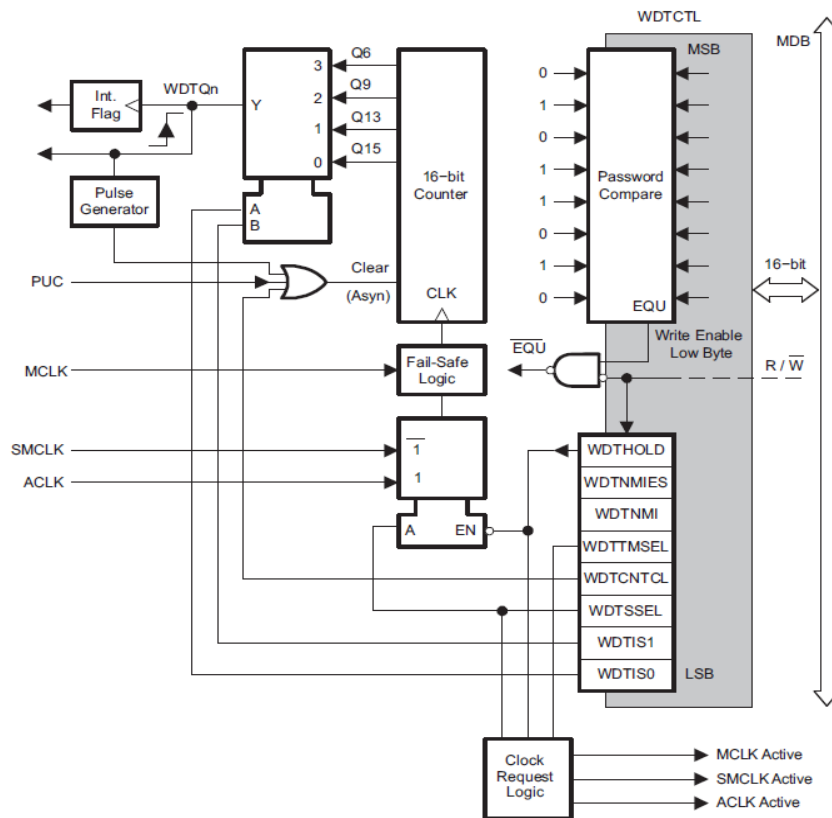 WDTCTL
MDB
MSB
Q6
3
0
Int.
Flag
WDTQn
Y
Q9
2
1
Q13
1
0
Q15
0
16−bit
Counter
1
Password
Compare
Pulse
Generator
A
B
1
0
1
0
16−bit
PUC
Clear
(Asyn)
CLK
EQU
Write Enable
Low Byte
EQU
R / W
MCLK
Fail-Safe
Logic
SMCLK
1
ACLK
1
A
EN
WDTHOLD
WDTNMIES
WDTNMI
WDTTMSEL
WDTCNTCL
WDTSSEL
WDTIS1
WDTIS0
LSB
Clock
Request
Logic
MCLK Active
SMCLK Active
ACLK Active